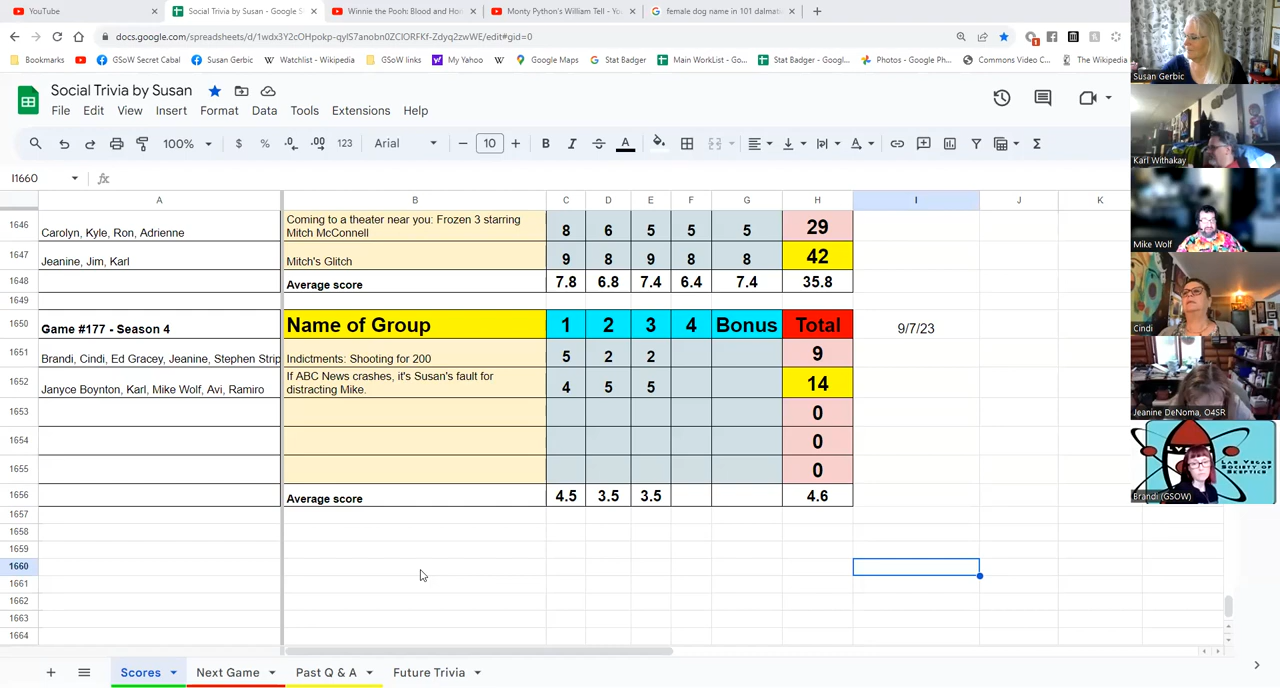 YouTube
Social Trivia by Susan - Google S
Winnie the Pooh: Blood and Hon
Monty Python's William Tell - Yo
female dog name in 101 dalmati
docs.google.com/spreadsheets/d/1wdx3Y2cOHpokp-qyIS7anobn0ZCIORFKf-Zdyq2zwWE/edit#gid=0
Bookmarks
GSoW Secret Cabal
Susan Gerbic
Watchlist - Wikipedia
GSoW links
My Yahoo
Google Maps
Stat Badger
Main WorkList - Go...
Stat Badger - Googl...
Photos - Google Ph...
Commons Video C...
The Wikipedia
Social Trivia by Susan
File Edit View Insert Format Data Tools Extensions Help
100% $ % .0 .00 123 Arial 10 B I S A
I1660 fx
A B C D E F G H I J K
1646 Carolyn, Kyle, Ron, Adrienne Coming to a theater near you: Frozen 3 starring
Mitch McConnell 8 6 5 5 5 29
1647 Jeanine, Jim, Karl Mitch's Glitch 9 8 9 8 8 42
1648 Average score 7.8 6.8 7.4 6.4 7.4 35.8
1649
1650 Game #177 - Season 4 Name of Group 1 2 3 4 Bonus Total 9/7/23
1651 Brandi, Cindi, Ed Gracey, Jeanine, Stephen Strip Indictments: Shooting for 200 5 2 2 9
1652 Janyce Boynton, Karl, Mike Wolf, Avi, Ramiro If ABC News crashes, it's Susan's fault for
distracting Mike. 4 5 5 14
1653 0
1654 0
1655 0
1656 Average score 4.5 3.5 3.5 4.6
1657
1658
1659
1660
1661
1662
1663
1664
Scores
Next Game
Past Q & A
Future Trivia
Susan Gerbic
Karl Withakay
Mike Wolf
Cindi
Jeanine DeNoma, O4SR
LAS VEGAS
SOCIETY OF
SKEPTICS
Brandi (GSOW)